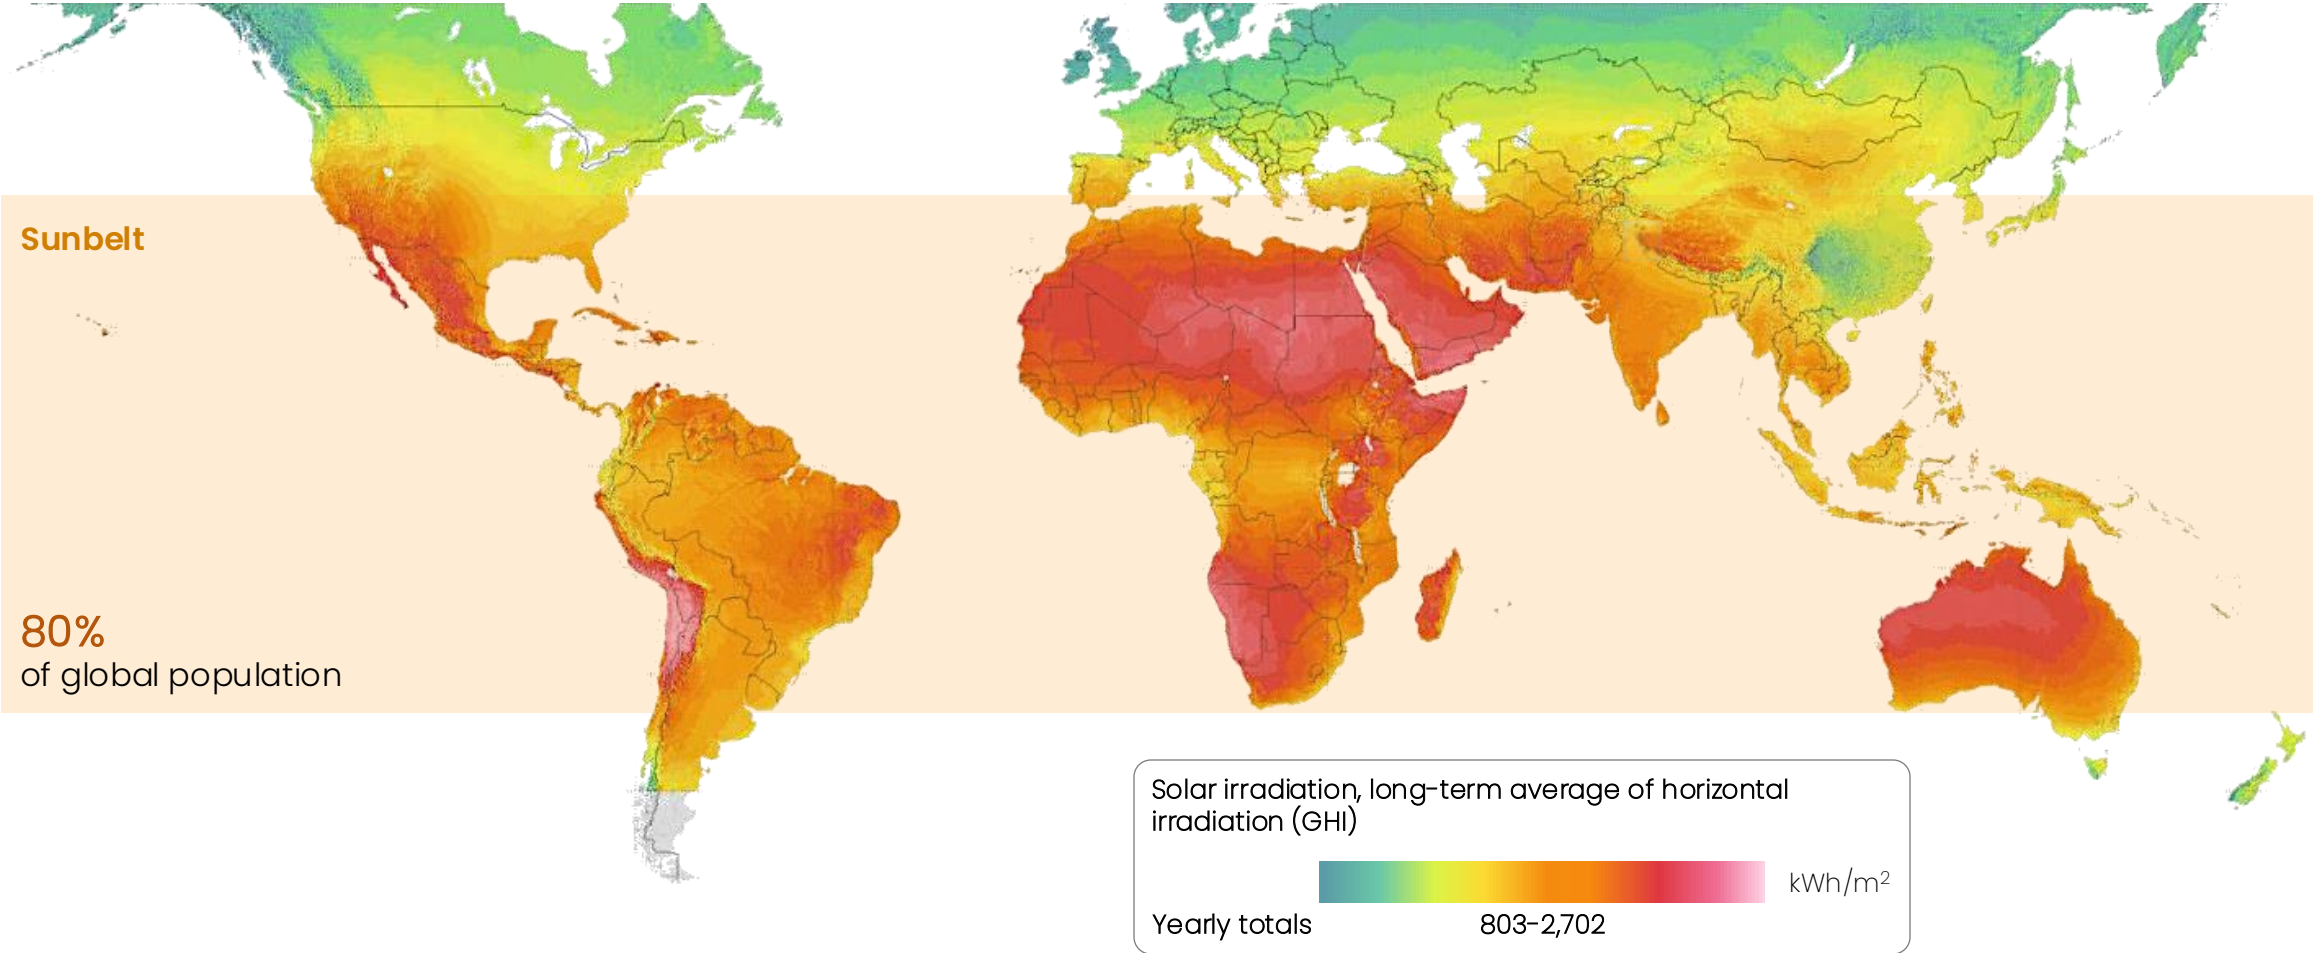 Sunbelt
80%
of global population
Solar irradiation, long-term average of horizontal
irradiation (GHI)
kWh/m²
Yearly totals 803-2,702